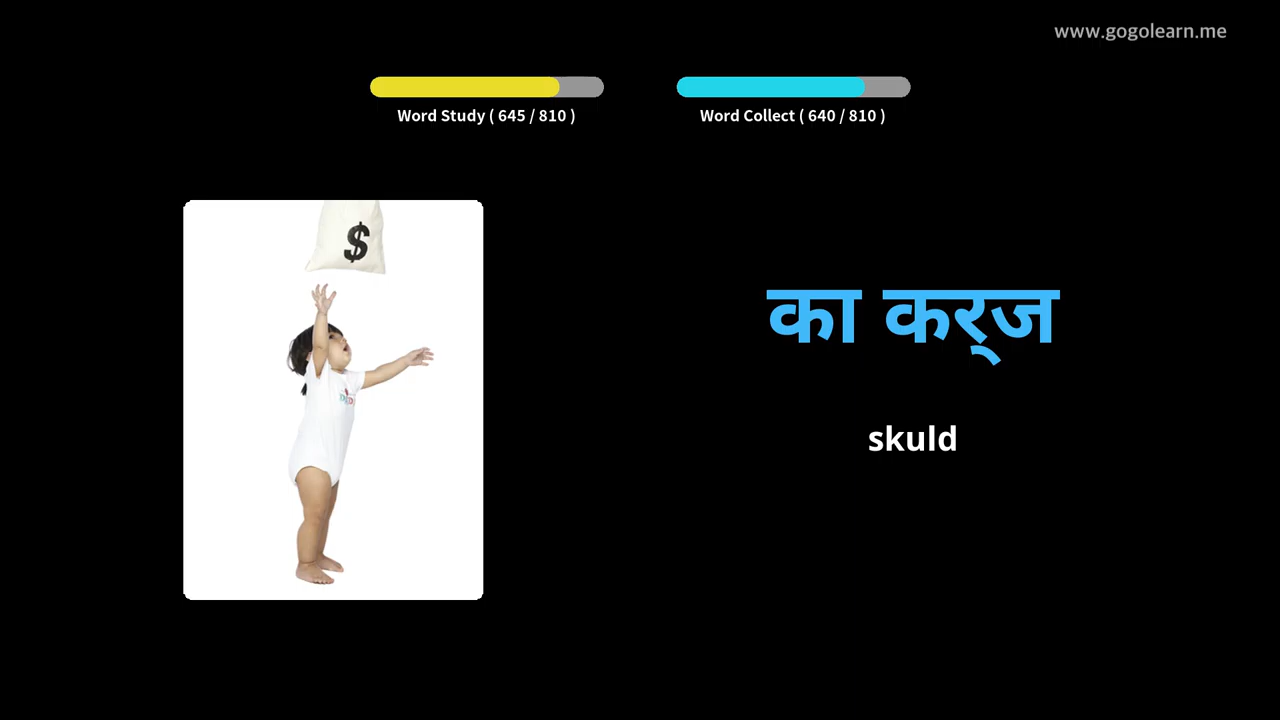 www.gogolearn.me
Word Study ( 645 / 810 )
Word Collect ( 640 / 810 )
$
का कर्‌ज
skuld